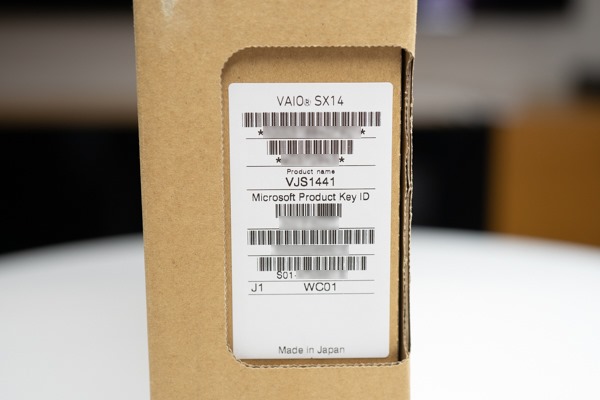 VAIO® SX14
* *
* *
Product name
VJS1441
Microsoft Product Key ID
S01-
J1 WC01
Made in Japan